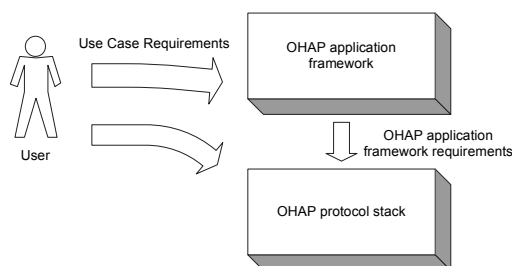 Use Case Requirements
OHAP application
framework
User
OHAP application
framework requirements
OHAP protocol stack